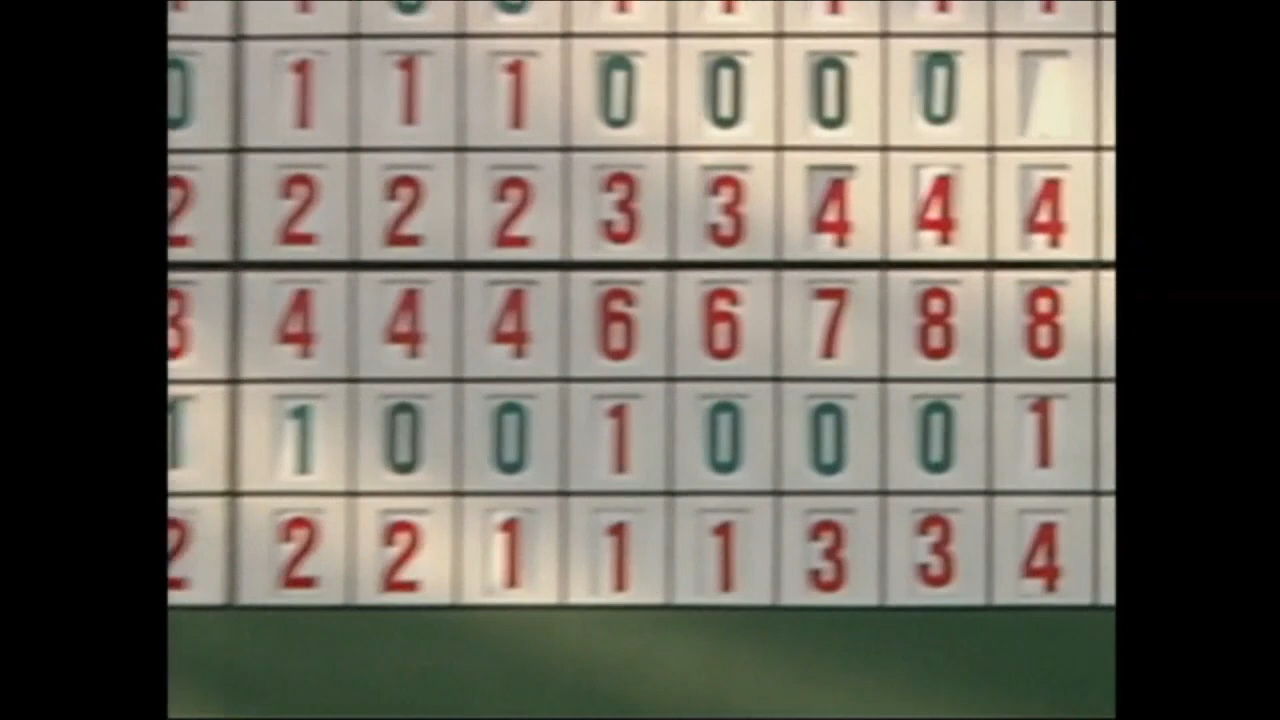 0 1 1 1 0 0 0 0
2 2 2 2 3 3 4 4 4
3 4 4 4 6 6 7 8 8
1 1 0 0 1 0 0 0 1
2 2 2 1 1 1 3 3 4